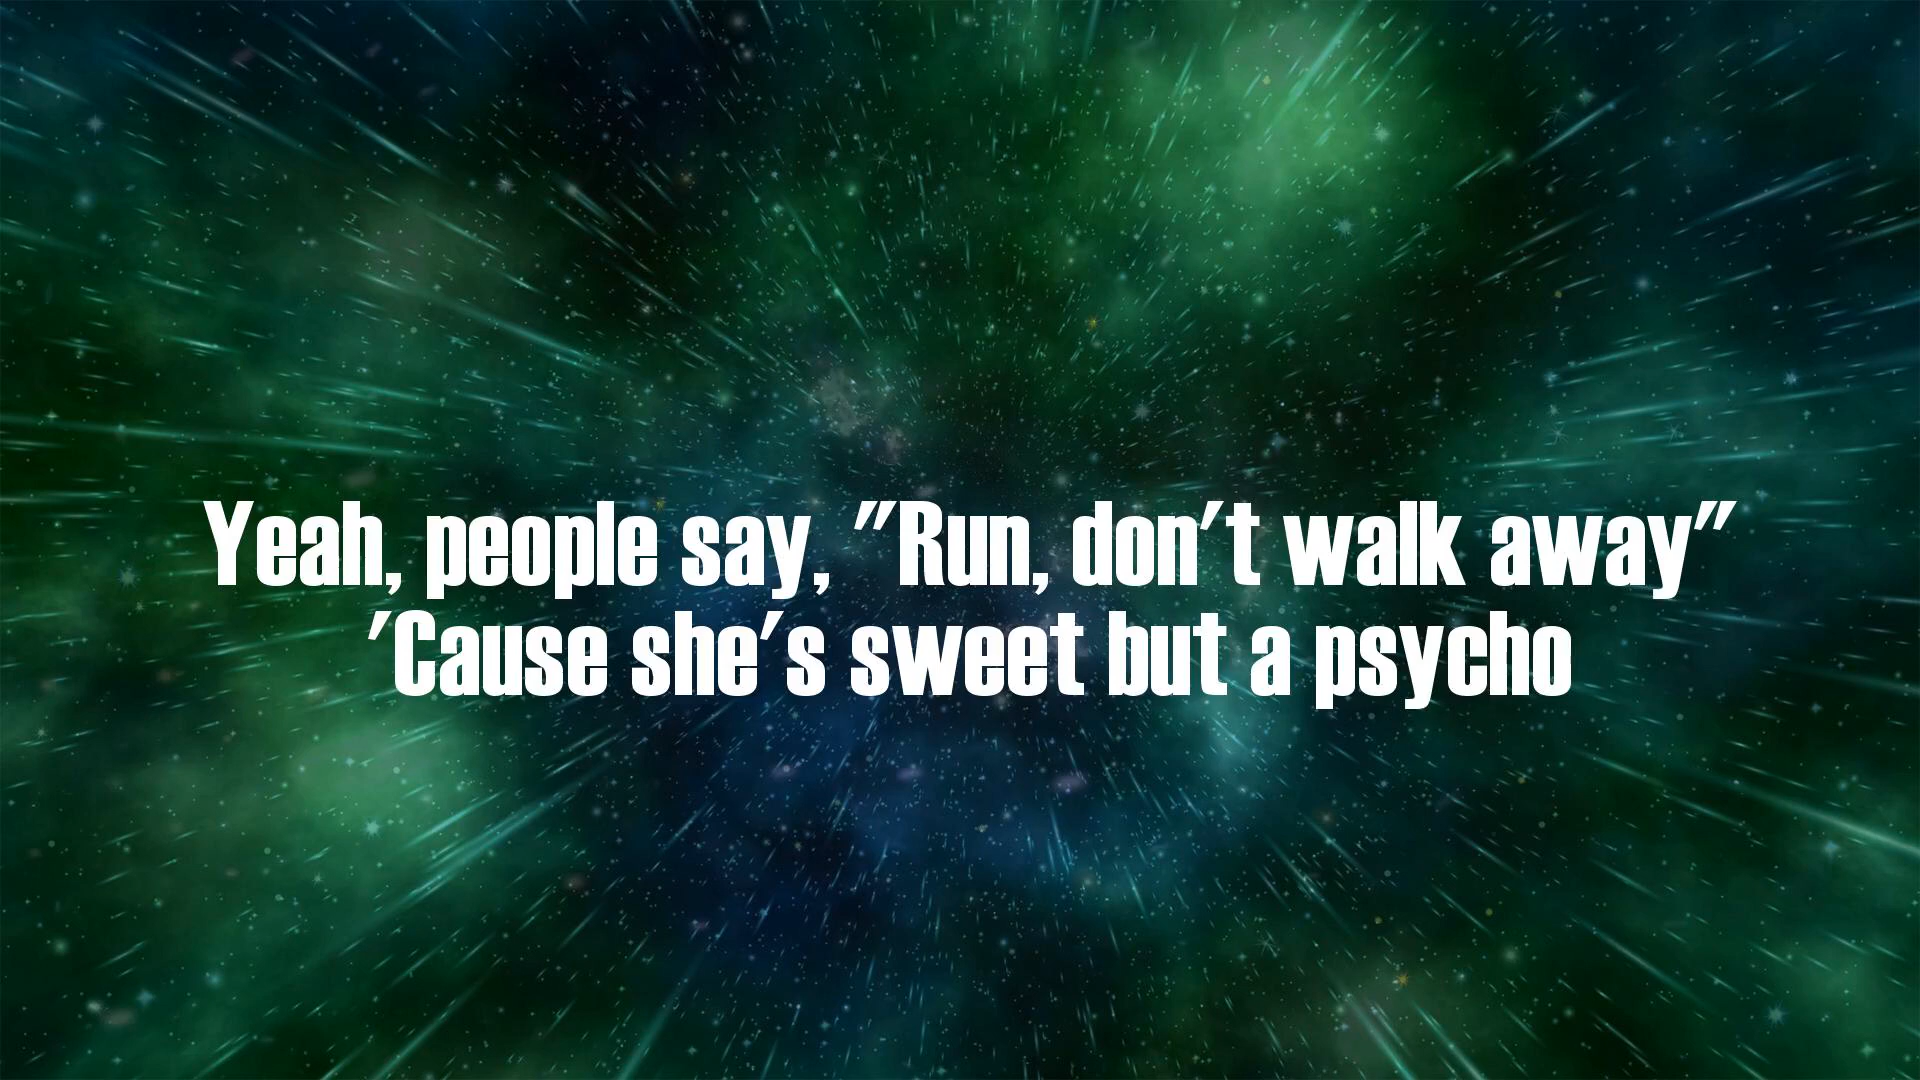 Yeah, people say, "Run, don't walk away"
'Cause she's sweet but a psycho